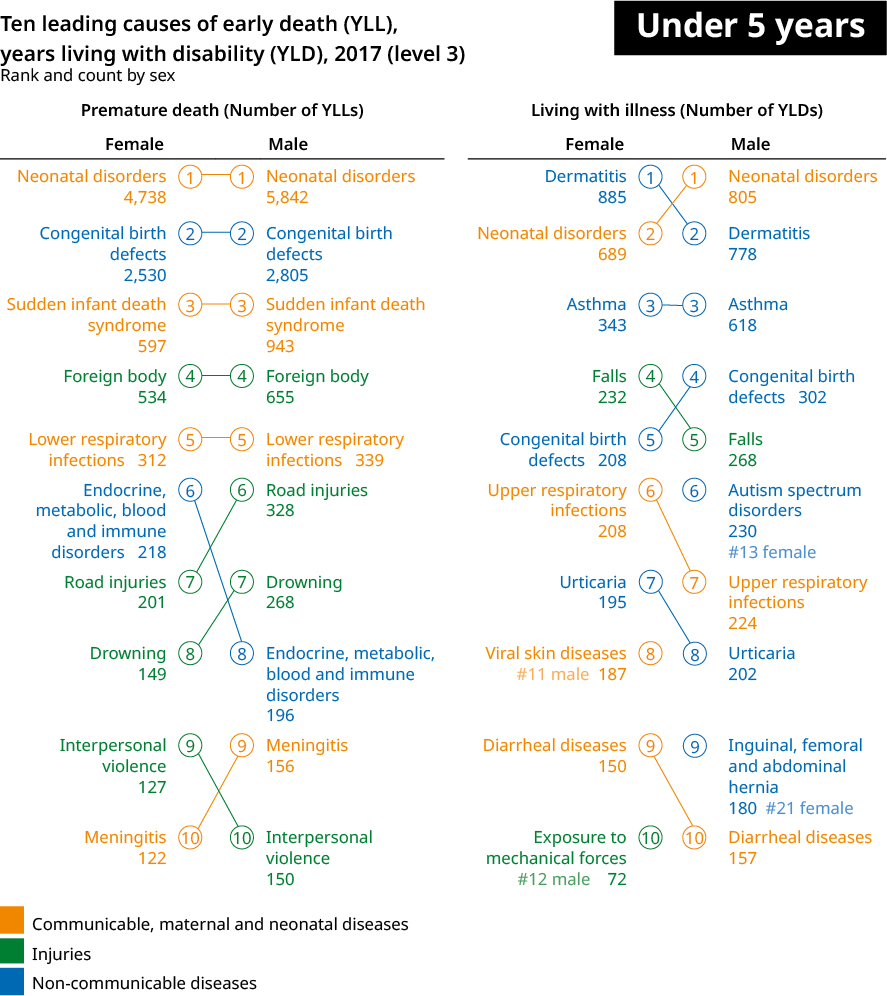 Ten leading causes of early death (YLL),
years living with disability (YLD), 2017 (level 3)
Rank and count by sex
Under 5 years
Premature death (Number of YLLs)
Female
Male
Neonatal disorders
4,738
1
1
Neonatal disorders
5,842
Congenital birth
defects
2,530
2
2
Congenital birth
defects
2,805
Sudden infant death
syndrome
597
3
3
Sudden infant death
syndrome
943
Foreign body
534
4
4
Foreign body
655
Lower respiratory
infections 312
5
5
Lower respiratory
infections 339
Endocrine,
metabolic, blood
and immune
disorders 218
6
6
Road injuries
328
Road injuries
201
7
7
Drowning
268
Drowning
149
8
8
Endocrine, metabolic,
blood and immune
disorders
196
Interpersonal
violence
127
9
9
Meningitis
156
Meningitis
122
10
10
Interpersonal
violence
150
Living with illness (Number of YLDs)
Female
Male
Dermatitis
885
1
1
Neonatal disorders
805
Neonatal disorders
689
2
2
Dermatitis
778
Asthma
343
3
3
Asthma
618
Falls
232
4
4
Congenital birth
defects 302
Congenital birth
defects 208
5
5
Falls
268
Upper respiratory
infections
208
6
6
Autism spectrum
disorders
230
#13 female
Urticaria
195
7
7
Upper respiratory
infections
224
Viral skin diseases
#11 male 187
8
8
Urticaria
202
Diarrheal diseases
150
9
9
Inguinal, femoral
and abdominal
hernia
180 #21 female
Exposure to
mechanical forces
#12 male 72
10
10
Diarrheal diseases
157
Communicable, maternal and neonatal diseases
Injuries
Non-communicable diseases